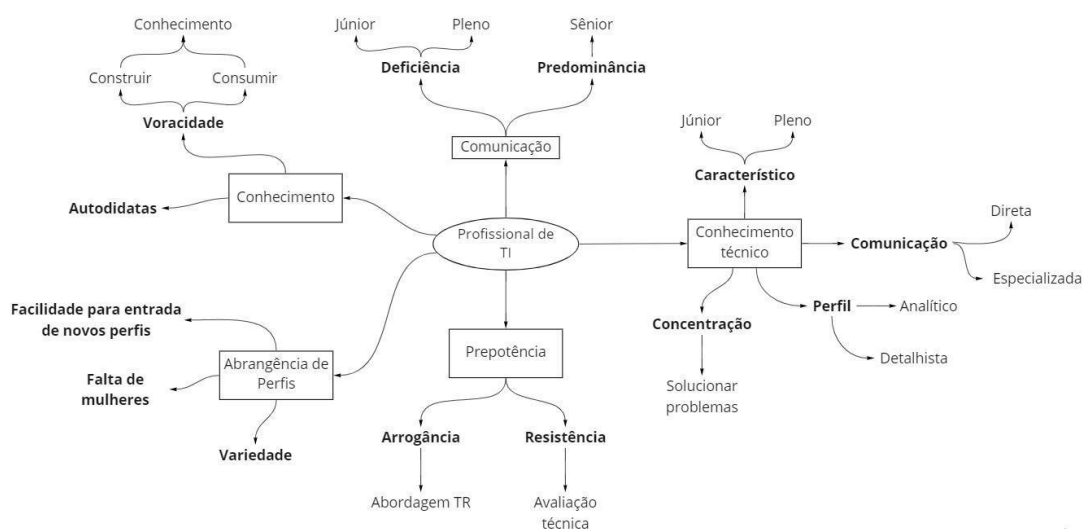 Conhecimento
Construir
Consumir
Voracidade
Conhecimento
Autodidatas
Júnior
Pleno
Sênior
Deficiência
Predominância
Comunicação
Profissional de
TI
Júnior
Pleno
Característico
Conhecimento
técnico
Comunicação
Direta
Especializada
Perfil
Analítico
Detalhista
Concentração
Solucionar
problemas
Facilidade para entrada
de novos perfis
Abrangência de
Perfis
Falta de
mulheres
Variedade
Prepotência
Arrogância
Resistência
Abordagem TR
Avaliação
técnica